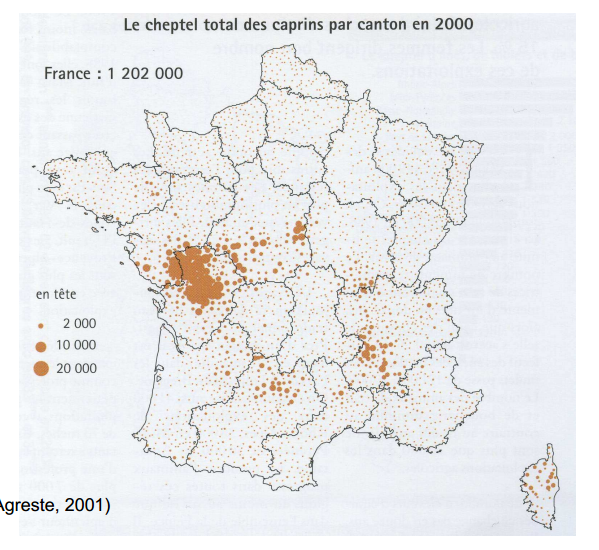 Le cheptel total des caprins par canton en 2000
France : 1 202 000
en tête
2 000
10 000
20 000
Agreste, 2001)